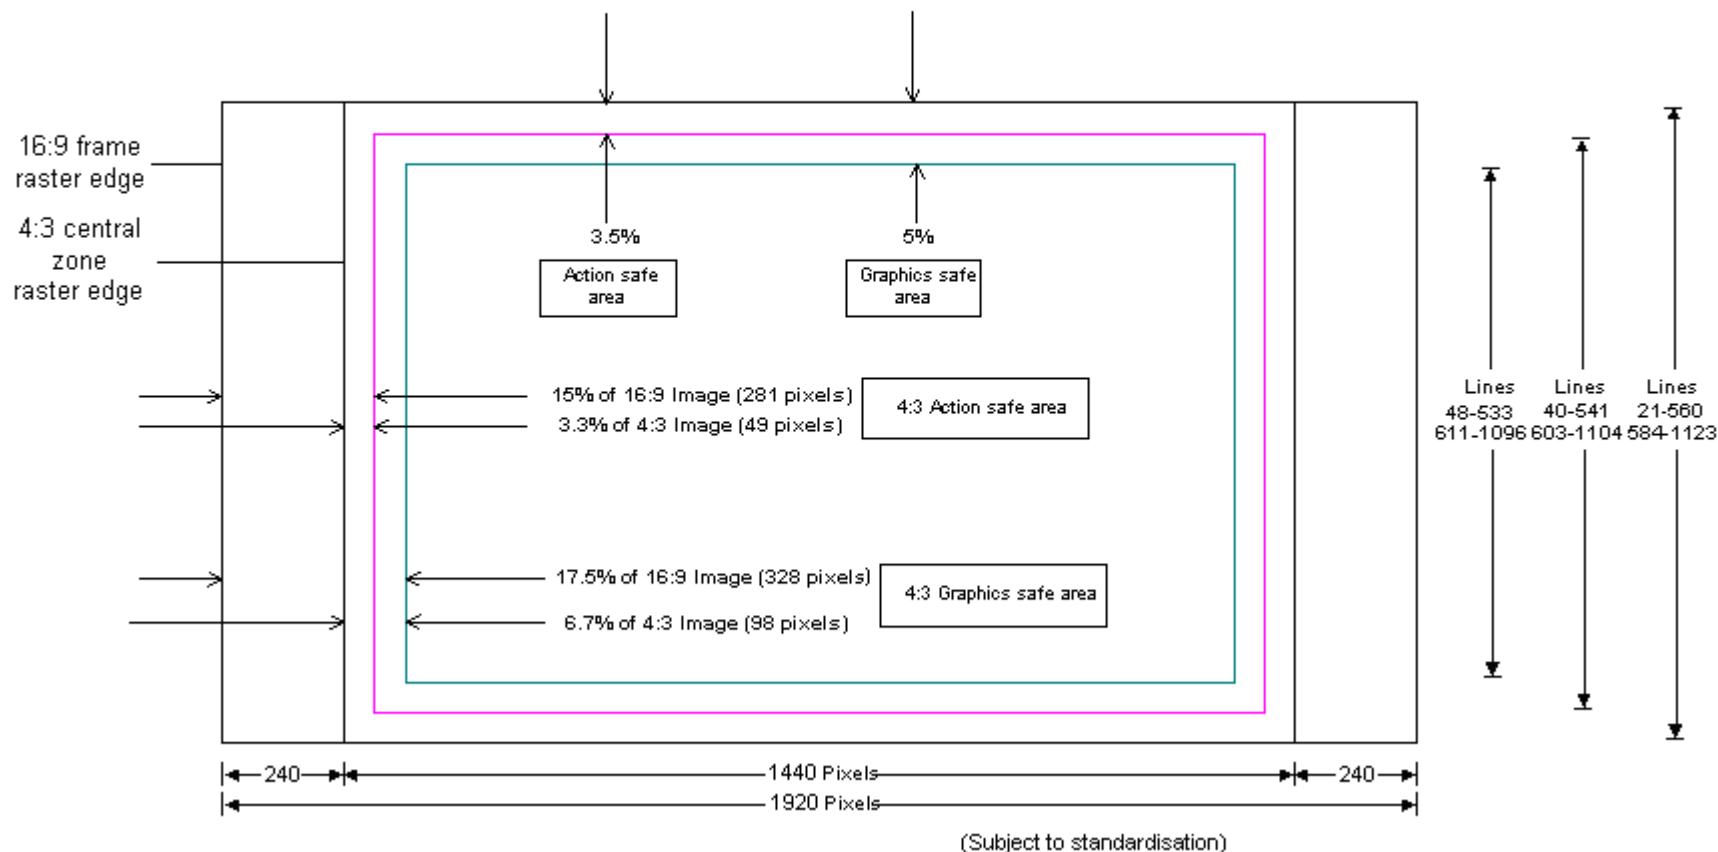 16:9 frame
raster edge
4:3 central
zone
raster edge
3.5%
5%
Action safe
area
Graphics safe
area
15% of 16:9 Image (281 pixels)
3.3% of 4:3 Image (49 pixels)
4:3 Action safe area
17.5% of 16:9 Image (328 pixels)
6.7% of 4:3 Image (98 pixels)
4:3 Graphics safe area
Lines
48-533
611-1096
Lines
40-541
603-1104
Lines
21-560
584-1123
240
1440 Pixels
240
1920 Pixels
(Subject to standardisation)